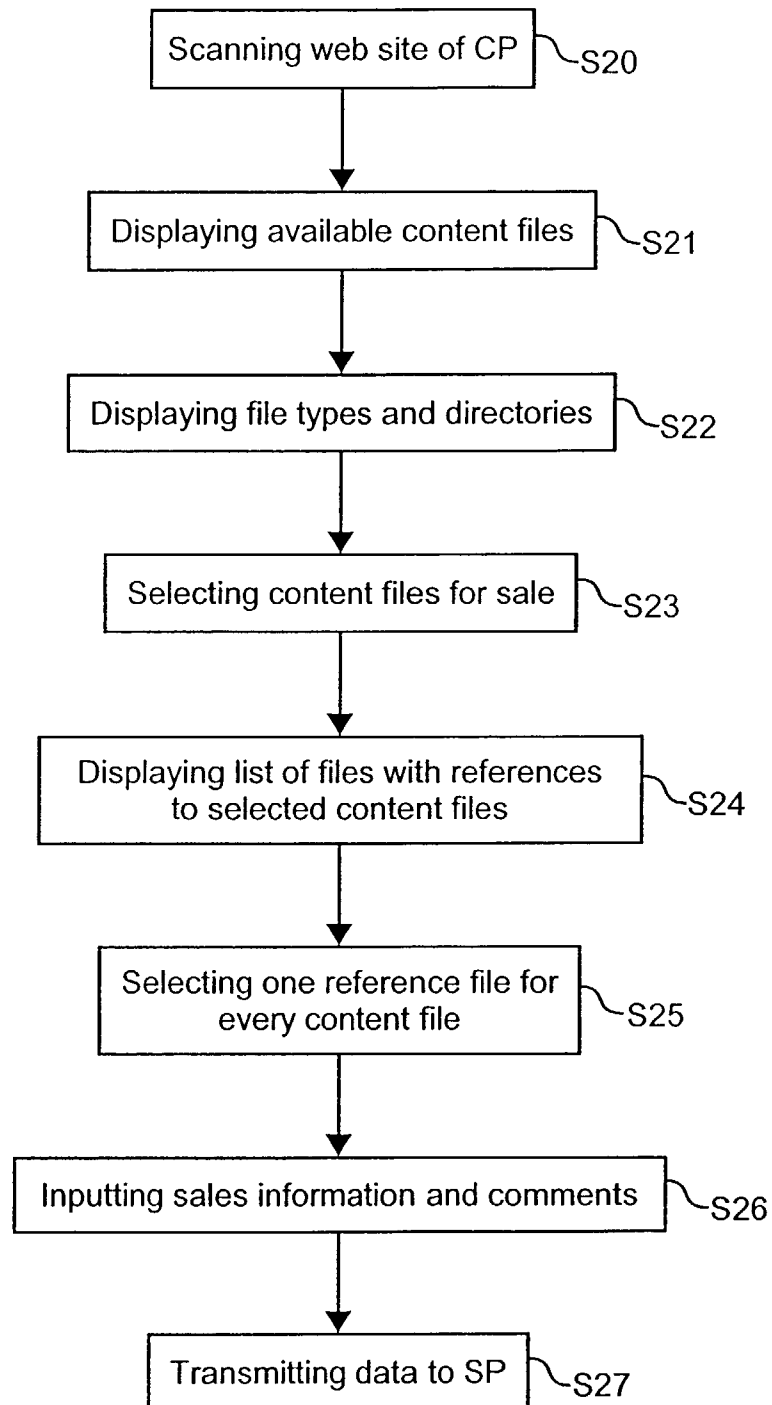 Scanning web site of CP
S20
Displaying available content files
S21
Displaying file types and directories
S22
Selecting content files for sale
S23
Displaying list of files with references
to selected content files
S24
Selecting one reference file for
every content file
S25
Inputting sales information and comments
S26
Transmitting data to SP
S27